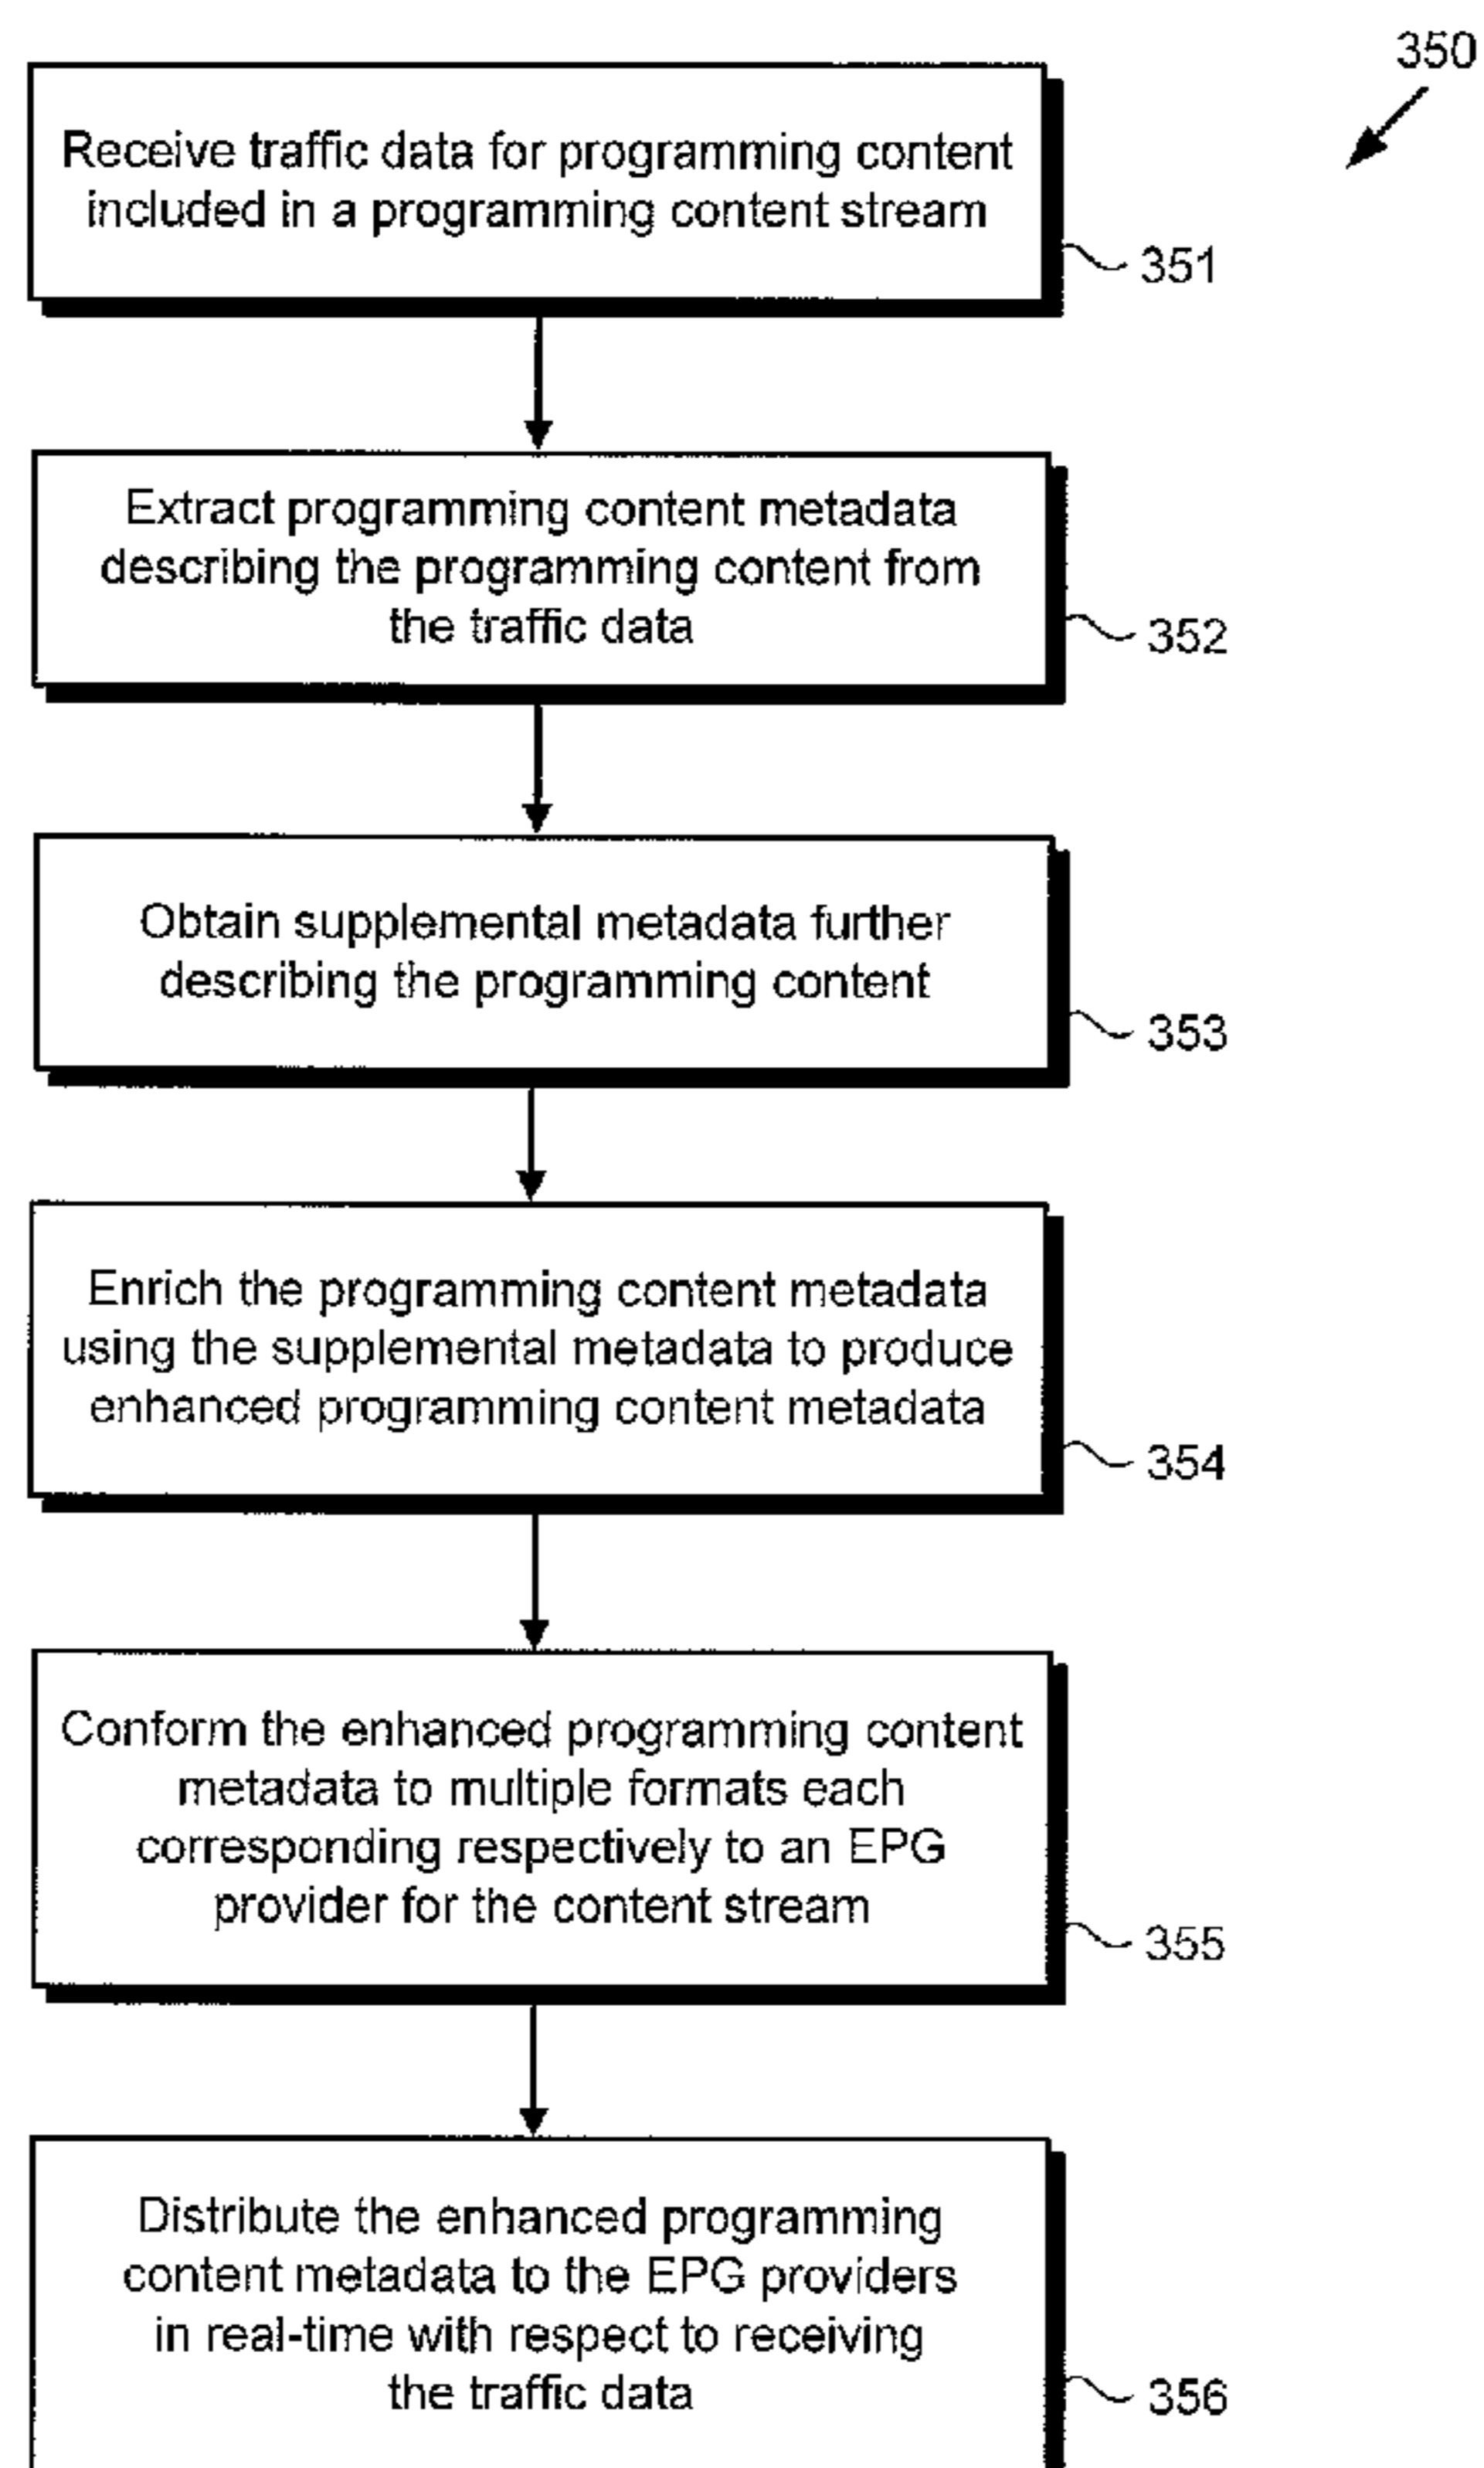 350
Receive traffic data for programming content
included in a programming content stream
351
Extract programming content metadata
describing the programming content from
the traffic data
352
Obtain supplemental metadata further
describing the programming content
353
Enrich the programming content metadata
using the supplemental metadata to produce
enhanced programming content metadata
354
Conform the enhanced programming content
metadata to multiple formats each
corresponding respectively to an EPG
provider for the content stream
355
Distribute the enhanced programming
content metadata to the EPG providers
in real-time with respect to receiving
the traffic data
356